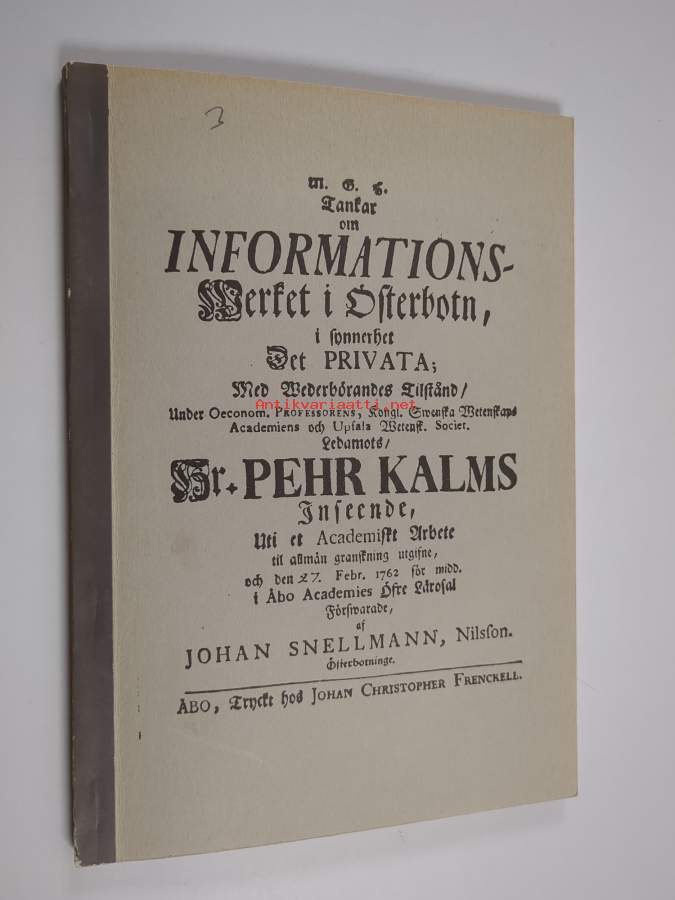 3
M. G. H.
Tankar
om
INFORMATIONS-
Werket i Österbotn,
i synnerhet
Det PRIVATA;
Med Wederbörandes Tilstånd/
Antikvariaatti.net
Under Oeconom. PROFESSORENS, Kongl. Swenska Wetenskaps
Academiens och Upsala Wetensk. Societ.
Ledamots/
Hr. PEHR KALMS
Inseende,
Uti et Academiskt Arbete
til allmän granskning utgifne,
och den 27. Febr. 1762 för midd.
i Åbo Academies Öfre Lärosal
Förswarade,
af
JOHAN SNELLMANN, Nilsson.
Österbotninge.
ÅBO, Tryckt hos JOHAN CHRISTOPHER FRENCKELL.